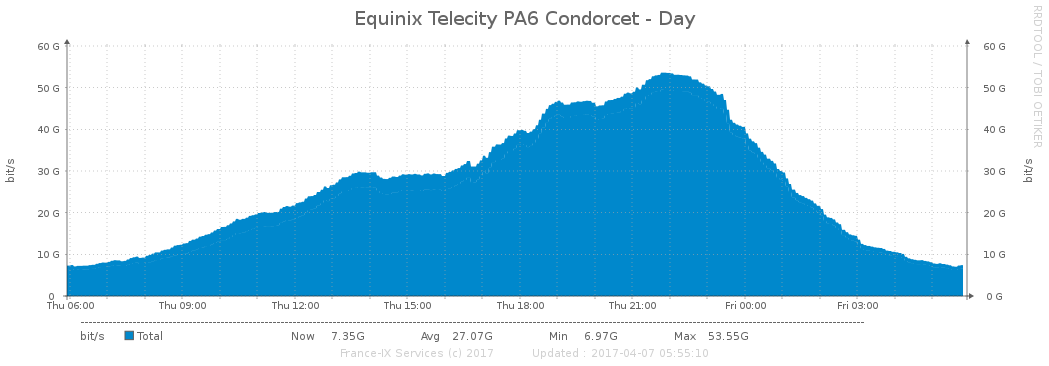 Equinix Telecity PA6 Condorcet - Day
RRDTOOL / TOBI OETIKER
60 G 60 G
50 G 50 G
40 G 40 G
30 G 30 G
20 G 20 G
10 G 10 G
0 0 G
bit/s bit/s
Thu 06:00 Thu 09:00 Thu 12:00 Thu 15:00 Thu 18:00 Thu 21:00 Fri 00:00 Fri 03:00
bit/s Total Now 7.35G Avg 27.07G Min 6.97G Max 53.55G
France-IX Services (c) 2017 Updated : 2017-04-07 05:55:10